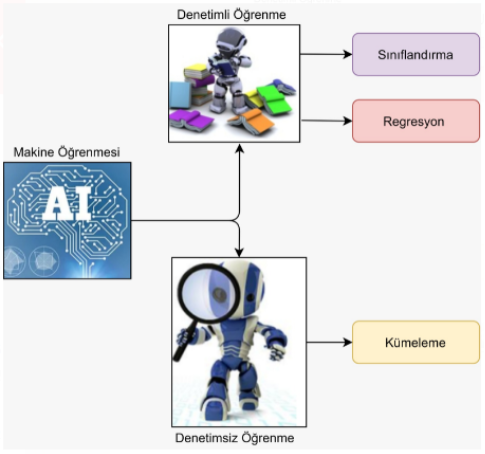 Denetimli Öğrenme
Sınıflandırma
Regresyon
Makine Öğrenmesi
AI
Kümeleme
Denetimsiz Öğrenme